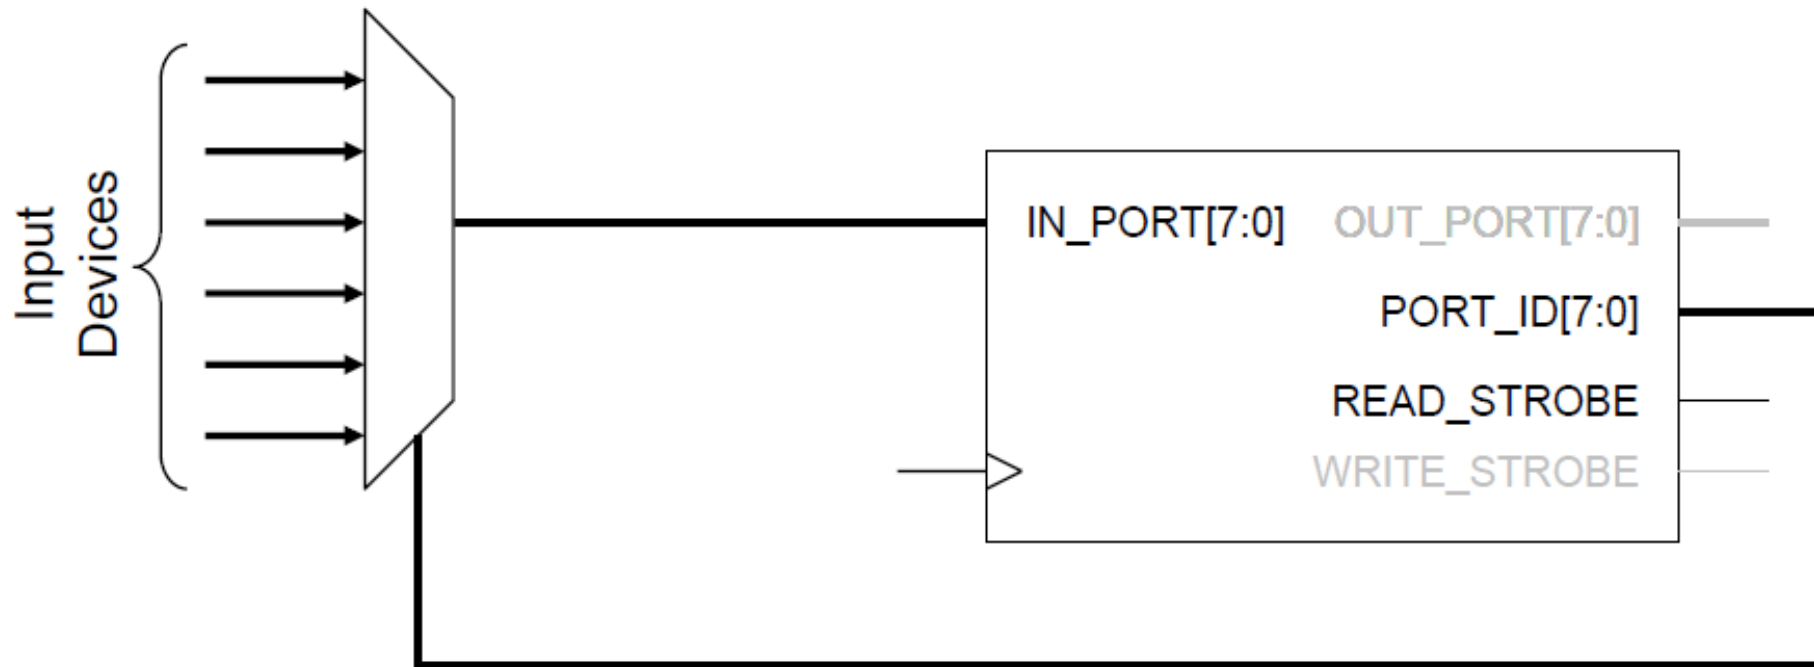 Input
Devices
IN_PORT[7:0]
OUT_PORT[7:0]
PORT_ID[7:0]
READ_STROBE
WRITE_STROBE